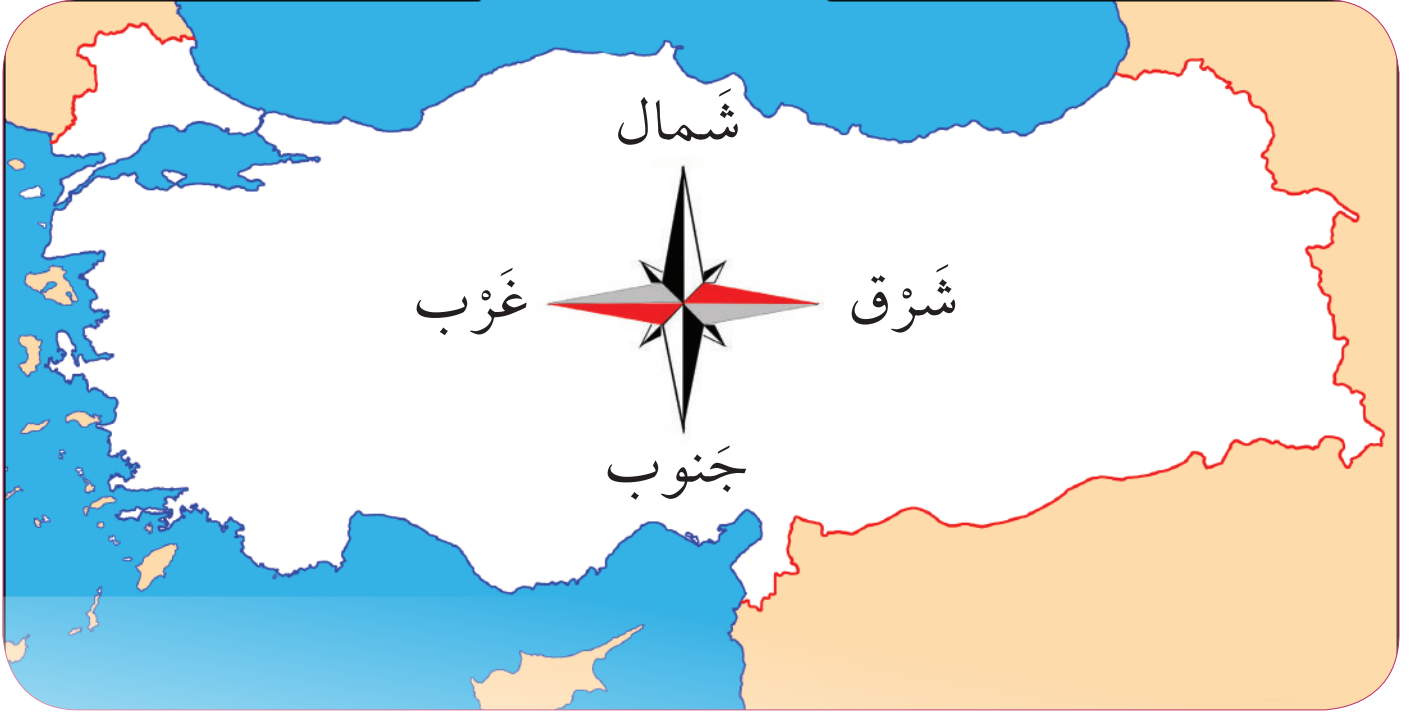 شَمال
شَرْق
غَرْب
جَنوب